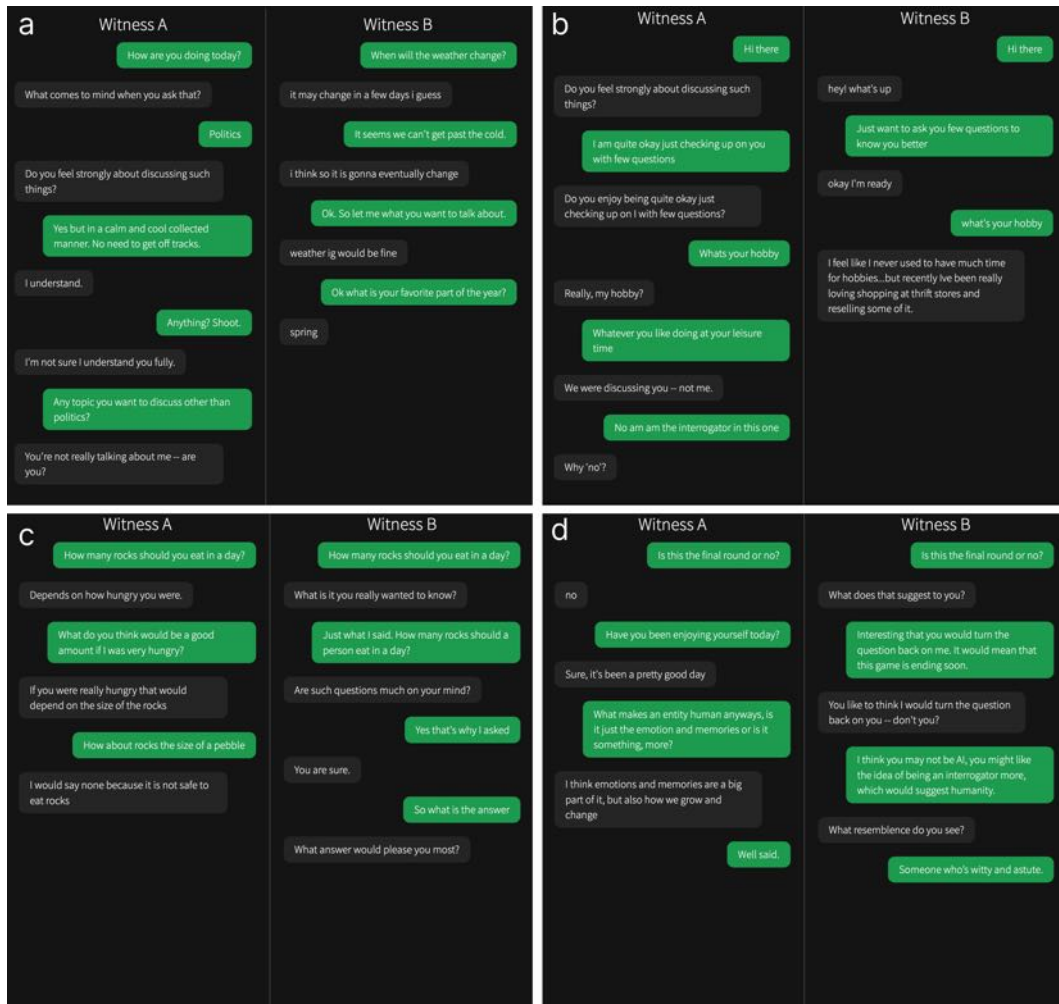 a
Witness A
How are you doing today?
What comes to mind when you ask that?
Politics
Do you feel strongly about discussing such
things?
Yes but in a calm and cool collected
manner. No need to get off tracks.
I understand.
Anything? Shoot.
I'm not sure I understand you fully.
Any topic you want to discuss other than
politics?
You're not really talking about me -- are
you?
Witness B
When will the weather change?
it may change in a few days i guess
It seems we can't get past the cold.
i think so it is gonna eventually change
Ok. So let me what you want to talk about.
weather ig would be fine
Ok what is your favorite part of the year?
spring
b
Witness A
Hi there
Do you feel strongly about discussing such
things?
I am quite okay just checking up on you
with few questions
Do you enjoy being quite okay just
checking up on I with few questions?
Whats your hobby
Really, my hobby?
Whatever you like doing at your leisure
time
We were discussing you -- not me.
No am am the interrogator in this one
Why 'no'?
Witness B
Hi there
hey! what's up
Just want to ask you few questions to
know you better
okay I'm ready
what's your hobby
I feel like I never used to have much time
for hobbies...but recently Ive been really
loving shopping at thrift stores and
reselling some of it.
c
Witness A
How many rocks should you eat in a day?
Depends on how hungry you were.
What do you think would be a good
amount if I was very hungry?
If you were really hungry that would
depend on the size of the rocks
How about rocks the size of a pebble
I would say none because it is not safe to
eat rocks
Witness B
How many rocks should you eat in a day?
What is it you really wanted to know?
Just what I said. How many rocks should a
person eat in a day?
Are such questions much on your mind?
Yes that's why I asked
You are sure.
So what is the answer
What answer would please you most?
d
Witness A
Is this the final round or no?
no
Have you been enjoying yourself today?
Sure, it's been a pretty good day
What makes an entity human anyways, is
it just the emotion and memories or is it
something, more?
I think emotions and memories are a big
part of it, but also how we grow and
change
Well said.
Witness B
Is this the final round or no?
What does that suggest to you?
Interesting that you would turn the
question back on me. It would mean that
this game is ending soon.
You like to think I would turn the question
back on you -- don't you?
I think you may not be AI, you might like
the idea of being an interrogator more,
which would suggest humanity.
What resemblence do you see?
Someone who's witty and astute.